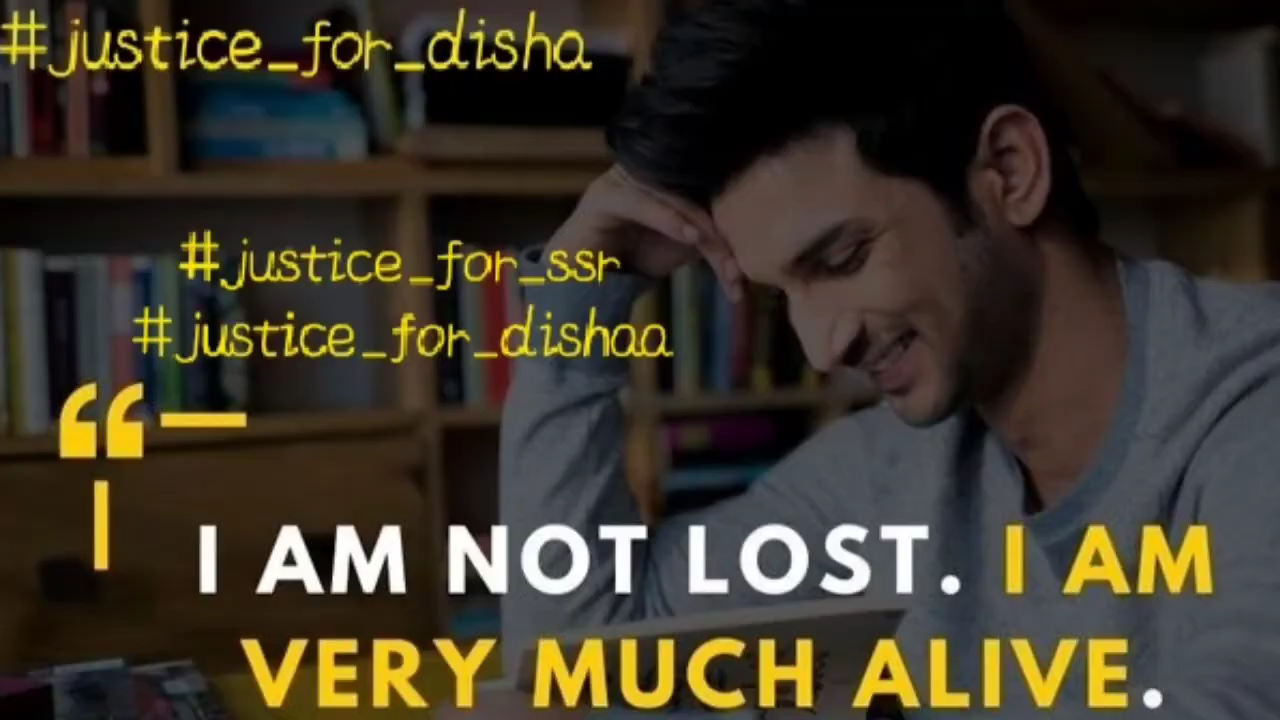 #justice_for_disha
#justice_for_ssr
#justice_for_dishaa
“
I AM NOT LOST. I AM
VERY MUCH ALIVE.